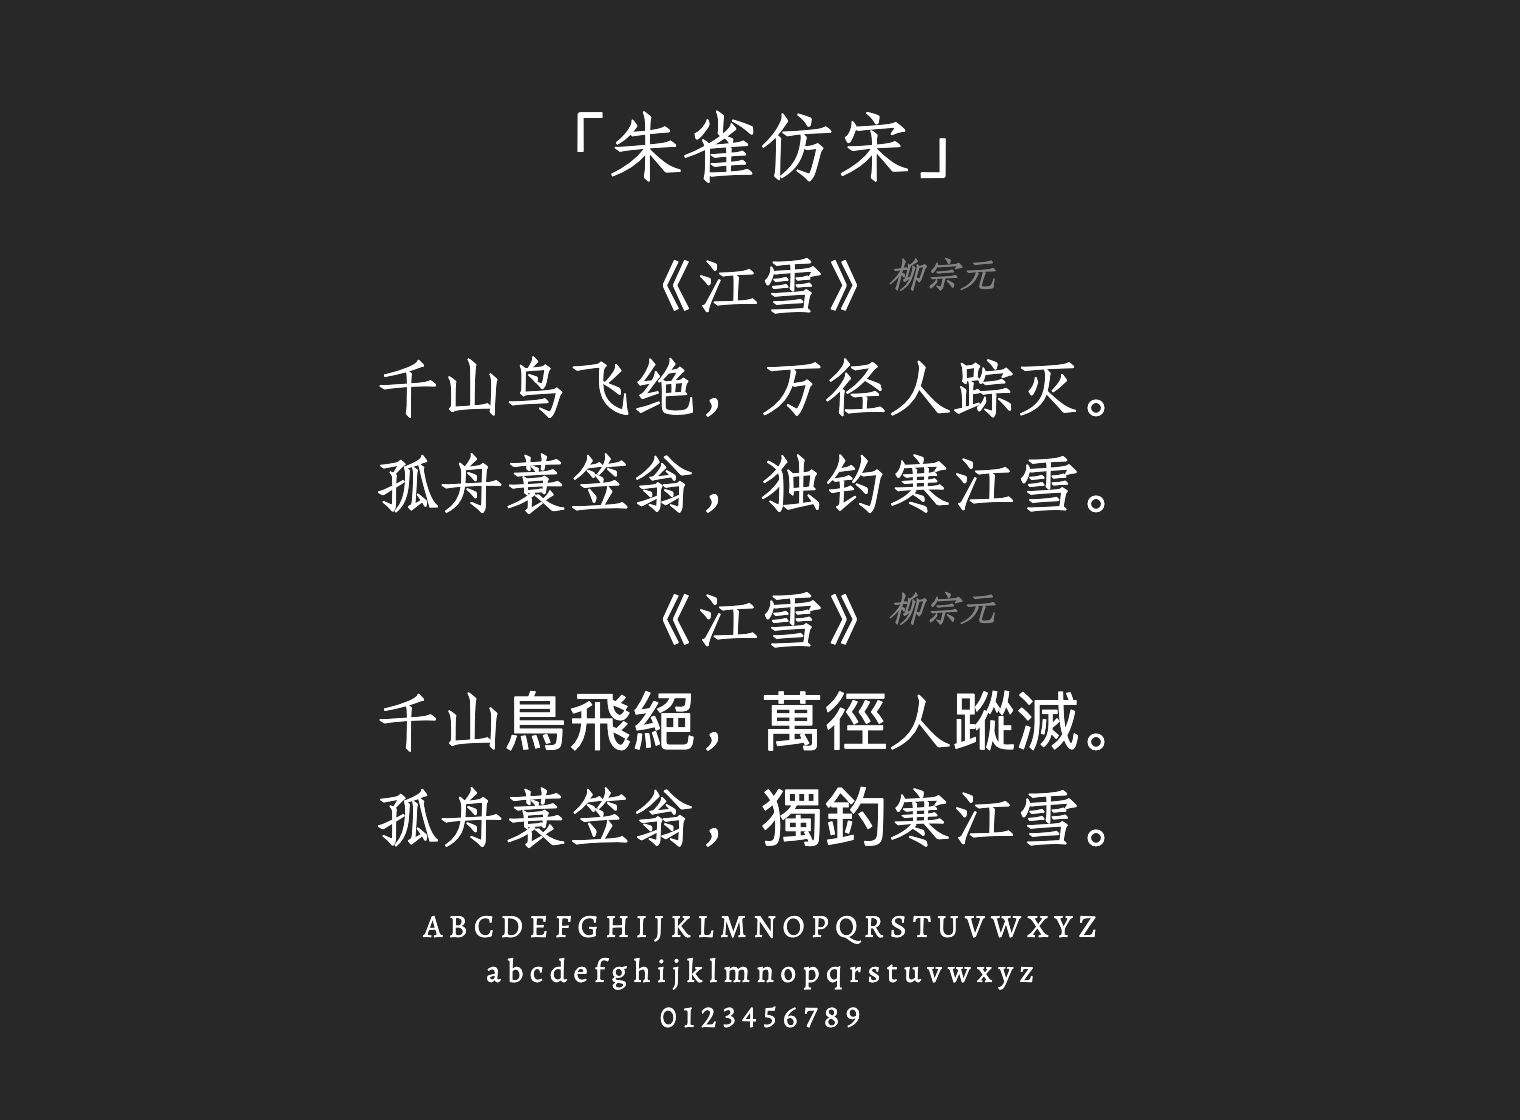 「朱雀仿宋」
《江雪》柳宗元
千山鸟飞绝，万径人踪灭。
孤舟蓑笠翁，独钓寒江雪。
《江雪》柳宗元
千山鳥飛絕，萬徑人蹤滅。
孤舟蓑笠翁，獨釣寒江雪。
ABCDEFGHIJKLMNOPQRSTUVWXYZ
abcdefghijklmnopqrstuvwxyz
0123456789